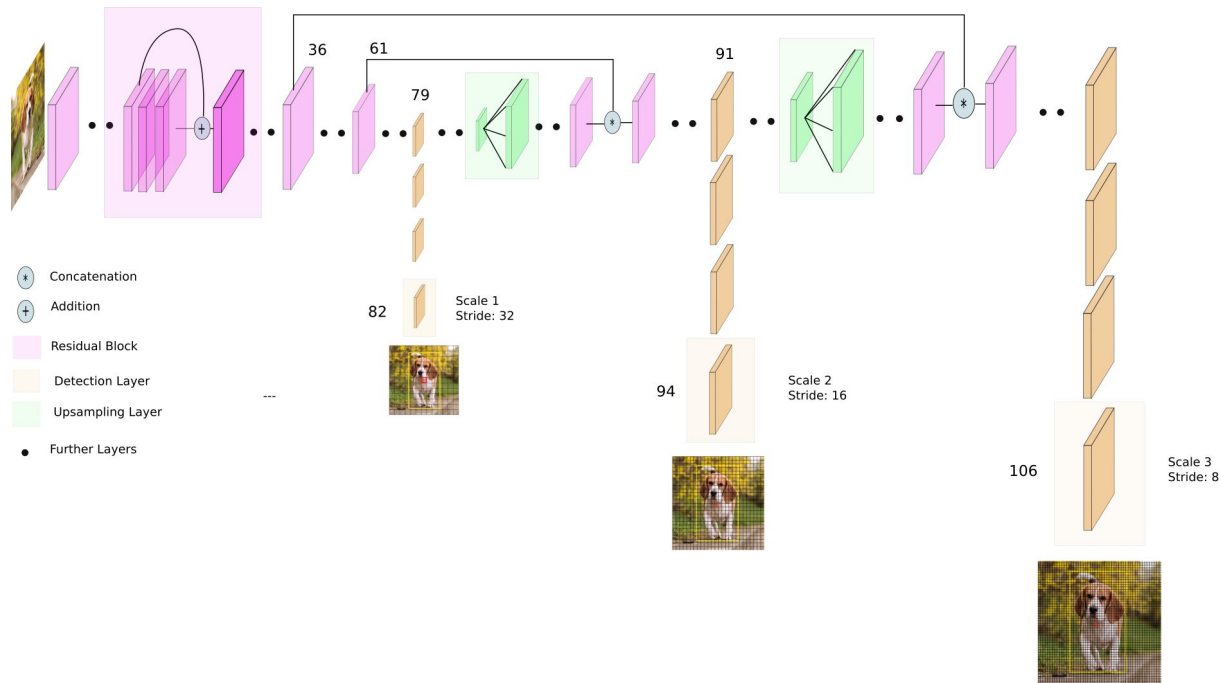 36
61
91
79
Concatenation
Addition
Residual Block
Detection Layer
Upsampling Layer
Further Layers
---
82
Scale 1
Stride: 32
94
Scale 2
Stride: 16
106
Scale 3
Stride: 8